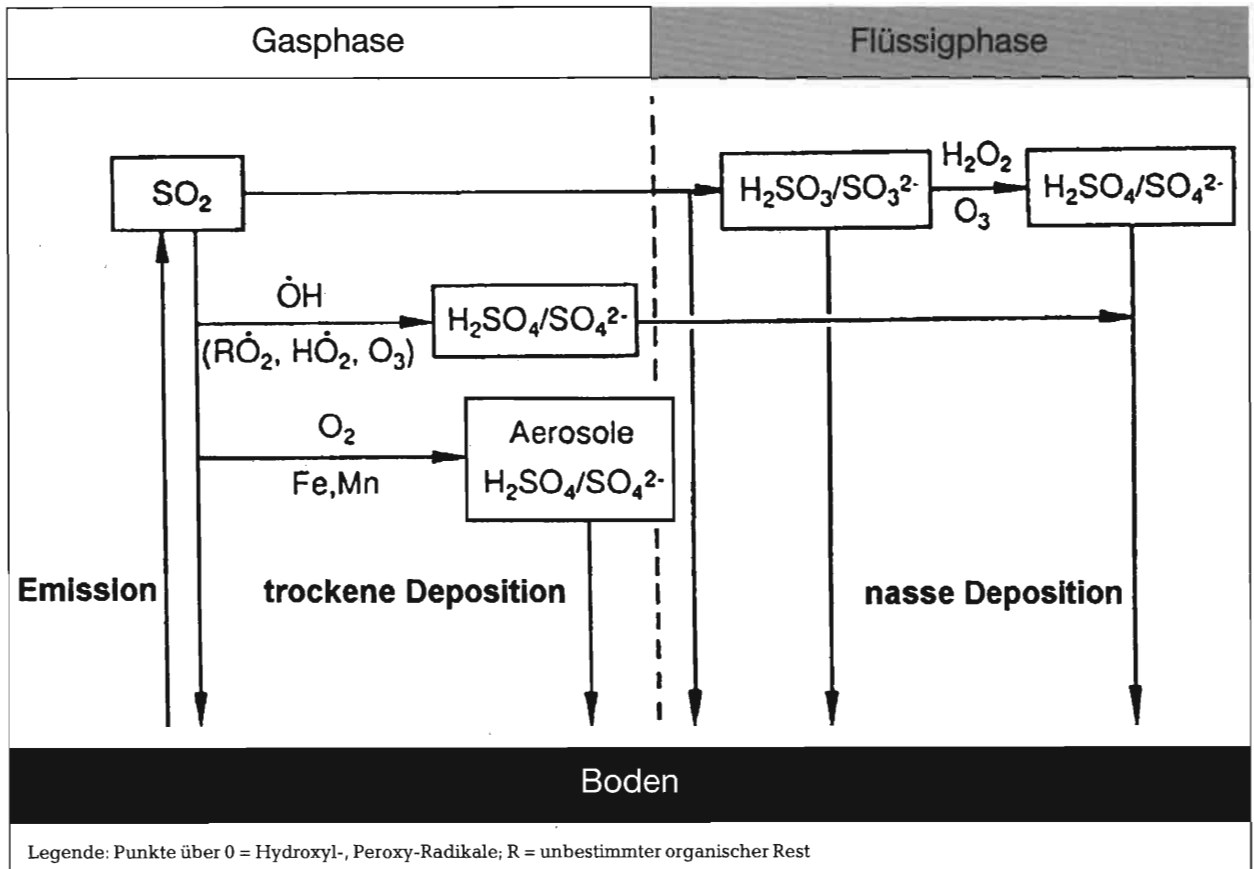 Gasphase
Flüssigphase
SO₂
H₂SO₃/SO₃²⁻
H₂O₂
O₃
H₂SO₄/SO₄²⁻
ȮH
(RȮ₂, HȮ₂, O₃)
H₂SO₄/SO₄²⁻
O₂
Fe,Mn
Aerosole
H₂SO₄/SO₄²⁻
Emission
trockene Deposition
nasse Deposition
Boden
Legende: Punkte über 0 = Hydroxyl-, Peroxy-Radikale; R = unbestimmter organischer Rest